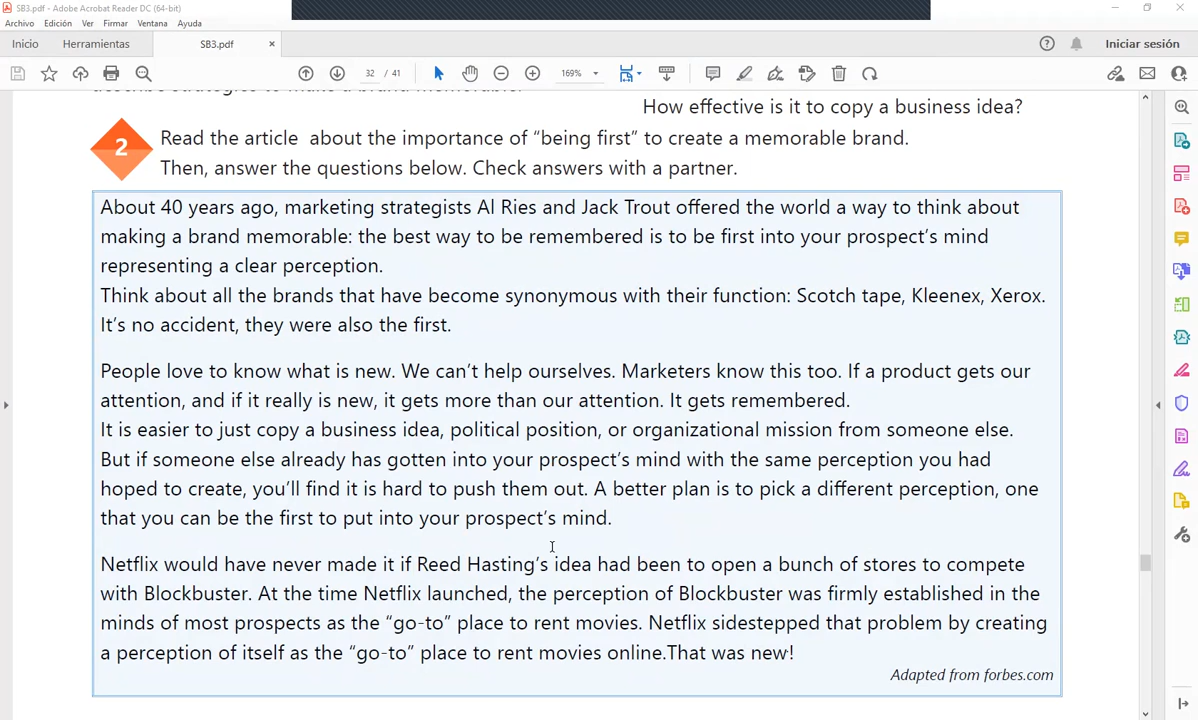 SB3.pdf - Adobe Acrobat Reader DC (64-bit)
Archivo Edición Ver Firmar Ventana Ayuda
Inicio Herramientas SB3.pdf × Iniciar sesión
32 / 41 169%
How effective is it to copy a business idea?
2 Read the article about the importance of “being first” to create a memorable brand.
Then, answer the questions below. Check answers with a partner.
About 40 years ago, marketing strategists Al Ries and Jack Trout offered the world a way to think about
making a brand memorable: the best way to be remembered is to be first into your prospect’s mind
representing a clear perception.
Think about all the brands that have become synonymous with their function: Scotch tape, Kleenex, Xerox.
It’s no accident, they were also the first.
People love to know what is new. We can’t help ourselves. Marketers know this too. If a product gets our
attention, and if it really is new, it gets more than our attention. It gets remembered.
It is easier to just copy a business idea, political position, or organizational mission from someone else.
But if someone else already has gotten into your prospect’s mind with the same perception you had
hoped to create, you’ll find it is hard to push them out. A better plan is to pick a different perception, one
that you can be the first to put into your prospect’s mind.
Netflix would have never made it if Reed Hasting’s idea had been to open a bunch of stores to compete
with Blockbuster. At the time Netflix launched, the perception of Blockbuster was firmly established in the
minds of most prospects as the “go-to” place to rent movies. Netflix sidestepped that problem by creating
a perception of itself as the “go-to” place to rent movies online.That was new!
Adapted from forbes.com